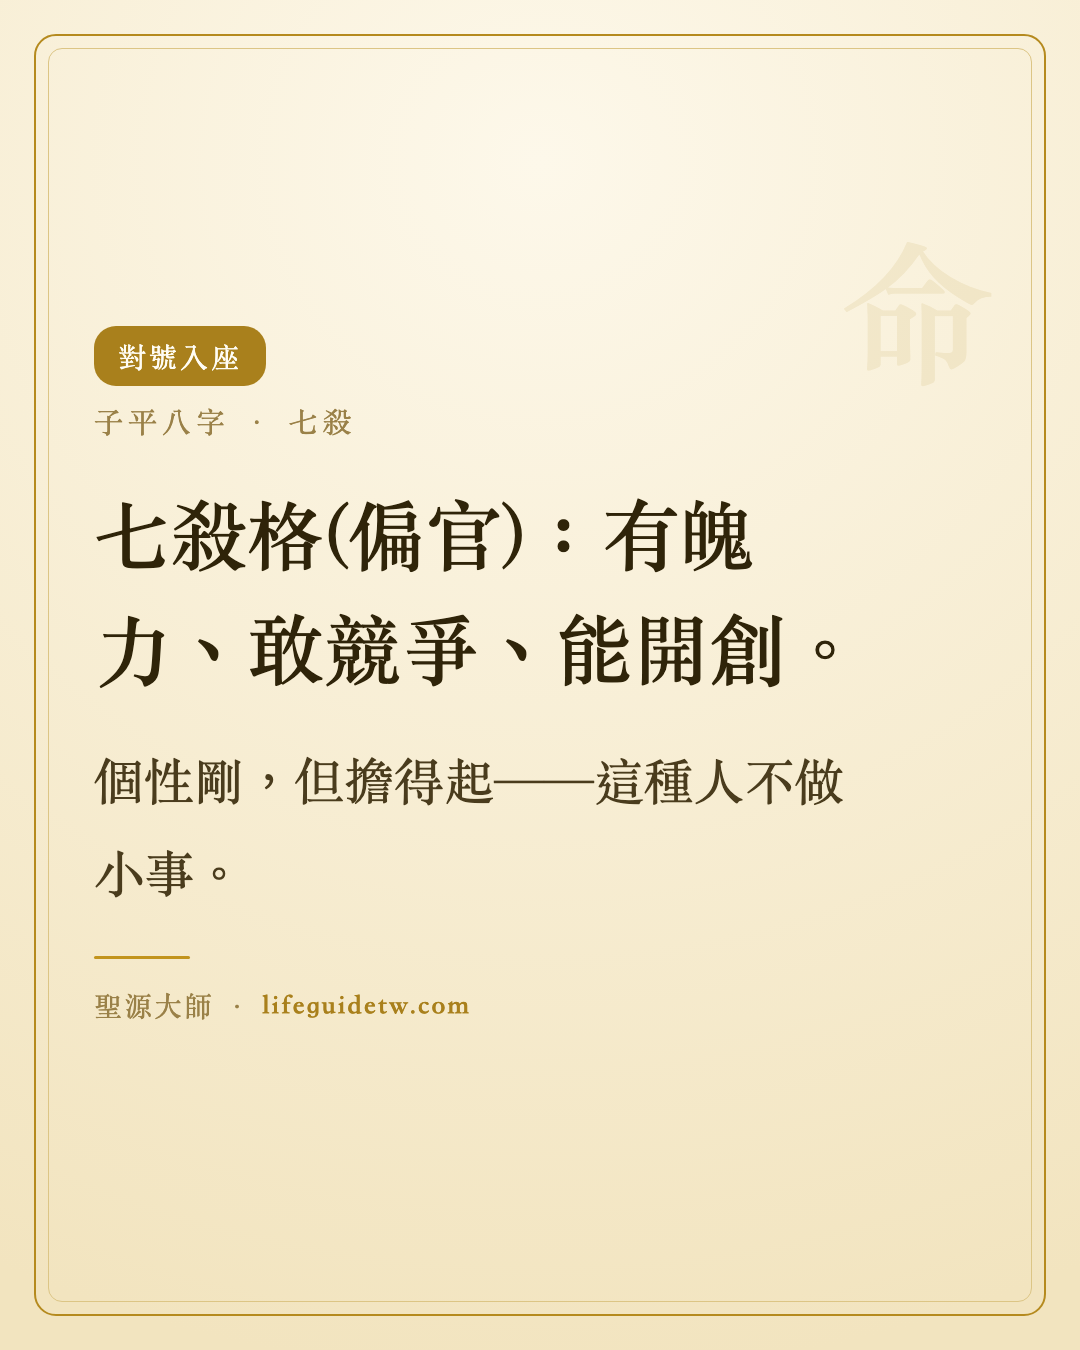 命
對號入座
子平八字 · 七殺
七殺格(偏官)：有魄
力、敢競爭、能開創。
個性剛，但擔得起——這種人不做
小事。
聖源大師 · lifeguidetw.com